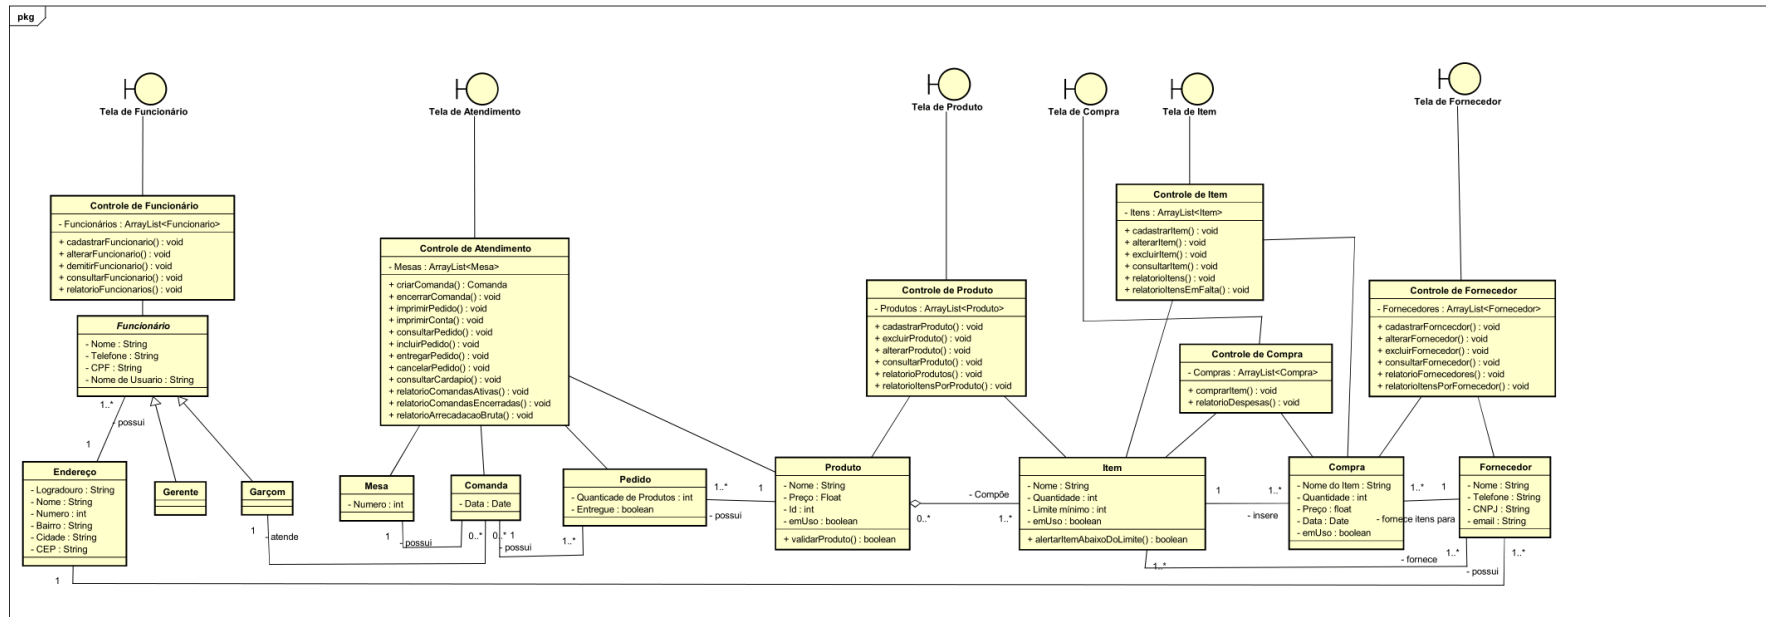 pkg
Tela de Funcionário
Tela de Atendimento
Tela de Produto
Tela de Compra
Tela de Item
Tela de Fornecedor
Controle de Funcionário
- Funcionários : ArrayList<Funcionario>
+ cadastrarFuncionario() : void
+ alterarFuncionario() : void
+ demitirFuncionario() : void
+ consultarFuncionario() : void
+ relatorioFuncionarios() : void
Controle de Atendimento
- Mesas : ArrayList<Mesa>
+ criarComanda() : Comanda
+ encerrarComanda() : void
+ imprimirPedido() : void
+ imprimirConta() : void
+ consultarPedido() : void
+ incluirPedido() : void
+ entregarPedido() : void
+ cancelarPedido() : void
+ consultarCardapio() : void
+ relatorioComandasAtivas() : void
+ relatorioComandasEncerradas() : void
+ relatorioArrecadacaoBruta() : void
Controle de Produto
- Produtos : ArrayList<Produto>
+ cadastrarProduto() : void
+ excluirProduto() : void
+ alterarProduto() : void
+ consultarProduto() : void
+ relatorioProdutos() : void
+ relatorioItensPorProduto() : void
Controle de Item
- Itens : ArrayList<Item>
+ cadastrarItem() : void
+ alterarItem() : void
+ excluirItem() : void
+ consultarItem() : void
+ relatorioItens() : void
+ relatorioItensEmFalta() : void
Controle de Compra
- Compras : ArrayList<Compra>
+ comprarItem() : void
+ relatorioDespesas() : void
Controle de Fornecedor
- Fornecedores : ArrayList<Fornecedor>
+ cadastrarForncecdor() : void
+ alterarFornecedor() : void
+ excluirFornecedor() : void
+ consultarFornecedor() : void
+ relatorioFornecedores() : void
+ relatorioItensPorFornecedor() : void
Funcionário
- Nome : String
- Telefone : String
- CPF : String
- Nome de Usuario : String
1..*
- possui
1
Endereço
- Logradouro : String
- Nome : String
- Numero : int
- Bairro : String
- Cidade : String
- CEP : String
Gerente
Garçom
1
- atende
Mesa
- Numero : int
1
- possui
0..*
Comanda
- Data : Date
0..*
1
- possui
1..*
Pedido
- Quanticade de Produtos : int
- Entregue : boolean
1..*
1
- possui
Produto
- Nome : String
- Preço : Float
- Id : int
- emUso : boolean
+ validarProduto() : boolean
0..*
- Compõe
1..*
Item
- Nome : String
- Quantidade : int
- Limite mínimo : int
- emUso : boolean
+ alertarItemAbaixoDoLimite() : boolean
1
1..*
- insere
Compra
- Nome do Item : String
- Quantidade : int
- Preço : float
- Data : Date
- emUso : boolean
1..*
1
- fornece itens para
Fornecedor
- Nome : String
- Telefone : String
- CNPJ : String
- email : String
1..*
- fornece
1..*
1..*
- possui
1